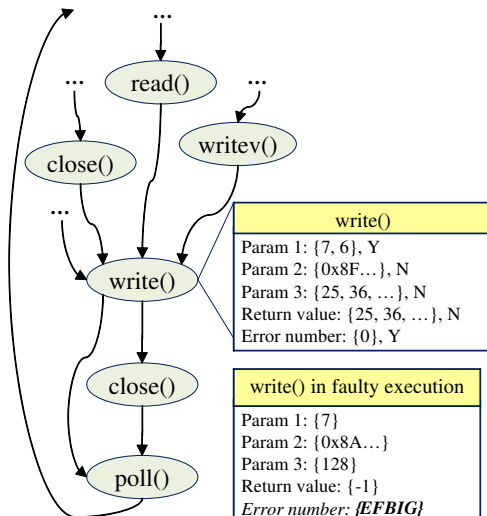 ...
...
read()
...
...
writev()
close()
...
write()
write()
Param 1: {7, 6}, Y
Param 2: {0x8F...}, N
Param 3: {25, 36, ...}, N
Return value: {25, 36, ...}, N
Error number: {0}, Y
close()
write() in faulty execution
Param 1: {7}
Param 2: {0x8A...}
Param 3: {128}
Return value: {-1}
Error number: {EFBIG}
poll()